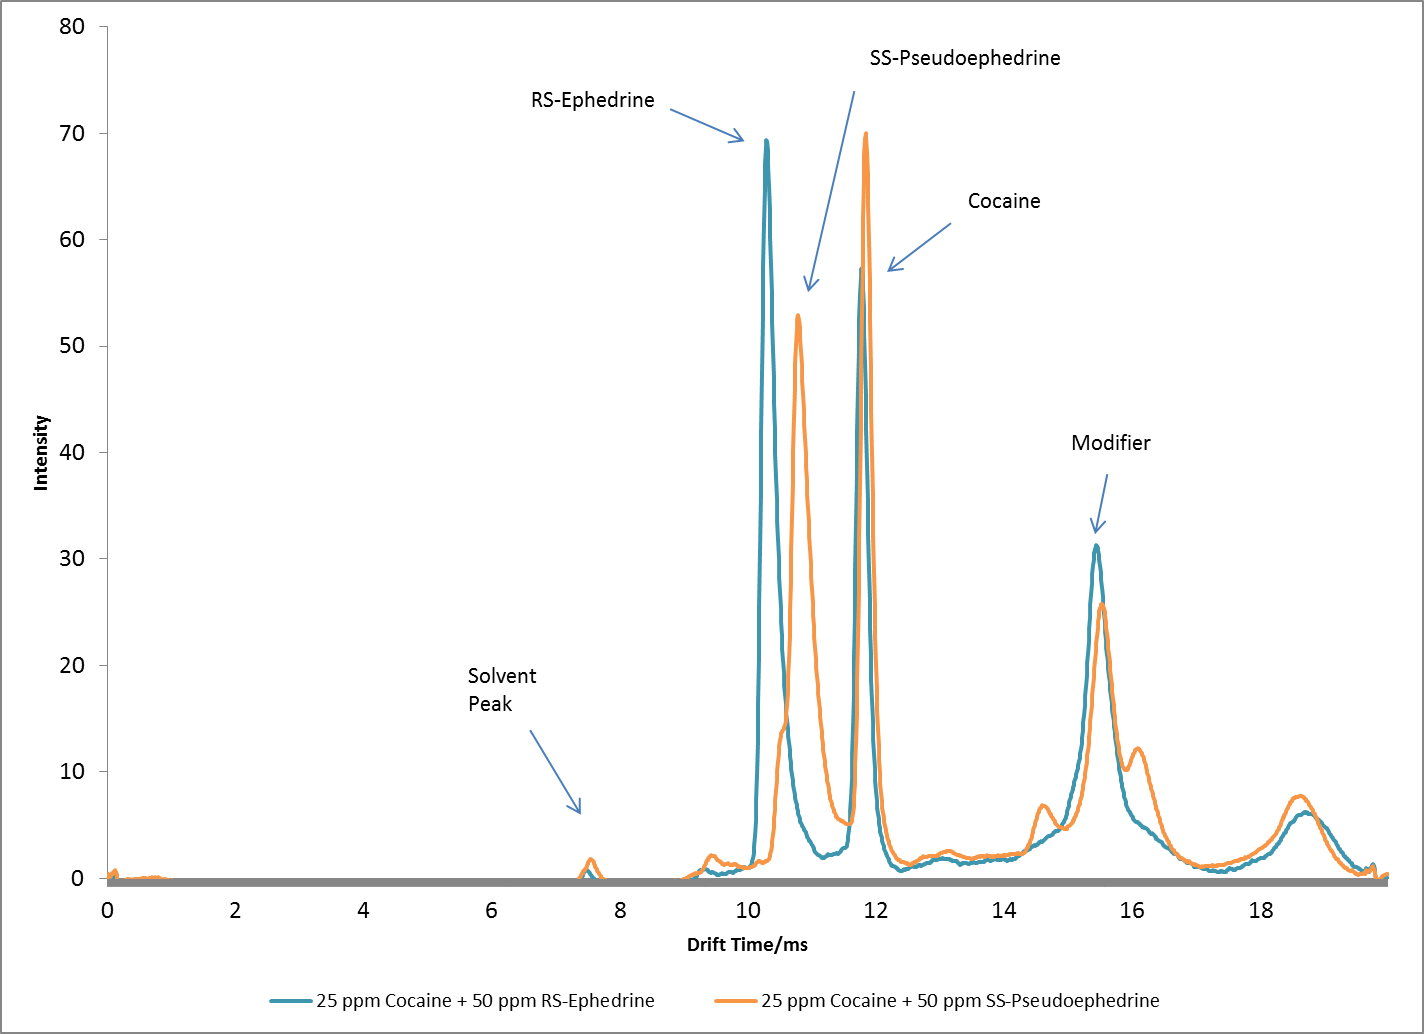 80
SS-Pseudoephedrine
RS-Ephedrine
70
Cocaine
60
50
Intensity
40
Modifier
30
20
Solvent
Peak
10
0
0 2 4 6 8 10 12 14 16 18
Drift Time/ms
25 ppm Cocaine + 50 ppm RS-Ephedrine
25 ppm Cocaine + 50 ppm SS-Pseudoephedrine